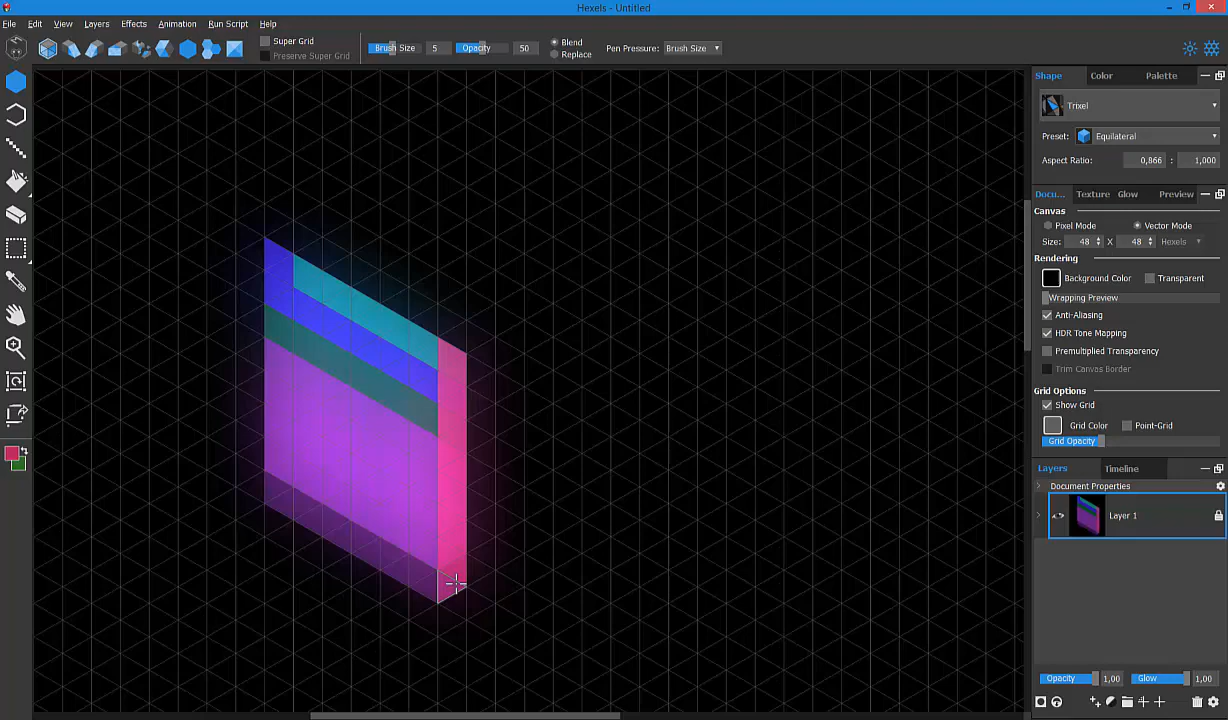 Hexels - Untitled
File Edit View Layers Effects Animation Run Script Help
Super Grid
Preserve Super Grid
Brush Size 5 Opacity 50
Blend
Replace
Pen Pressure: Brush Size
Shape Color Palette
Trixel
Preset: Equilateral
Aspect Ratio: 0,866 : 1,000
Docu... Texture Glow Preview
Canvas
Pixel Mode Vector Mode
Size: 48 X 48 Hexels
Rendering
Background Color Transparent
Wrapping Preview
Anti-Aliasing
HDR Tone Mapping
Premultiplied Transparency
Trim Canvas Border
Grid Options
Show Grid
Grid Color Point-Grid
Grid Opacity
Layers Timeline
Document Properties
Layer 1
Opacity 1,00 Glow 1,00